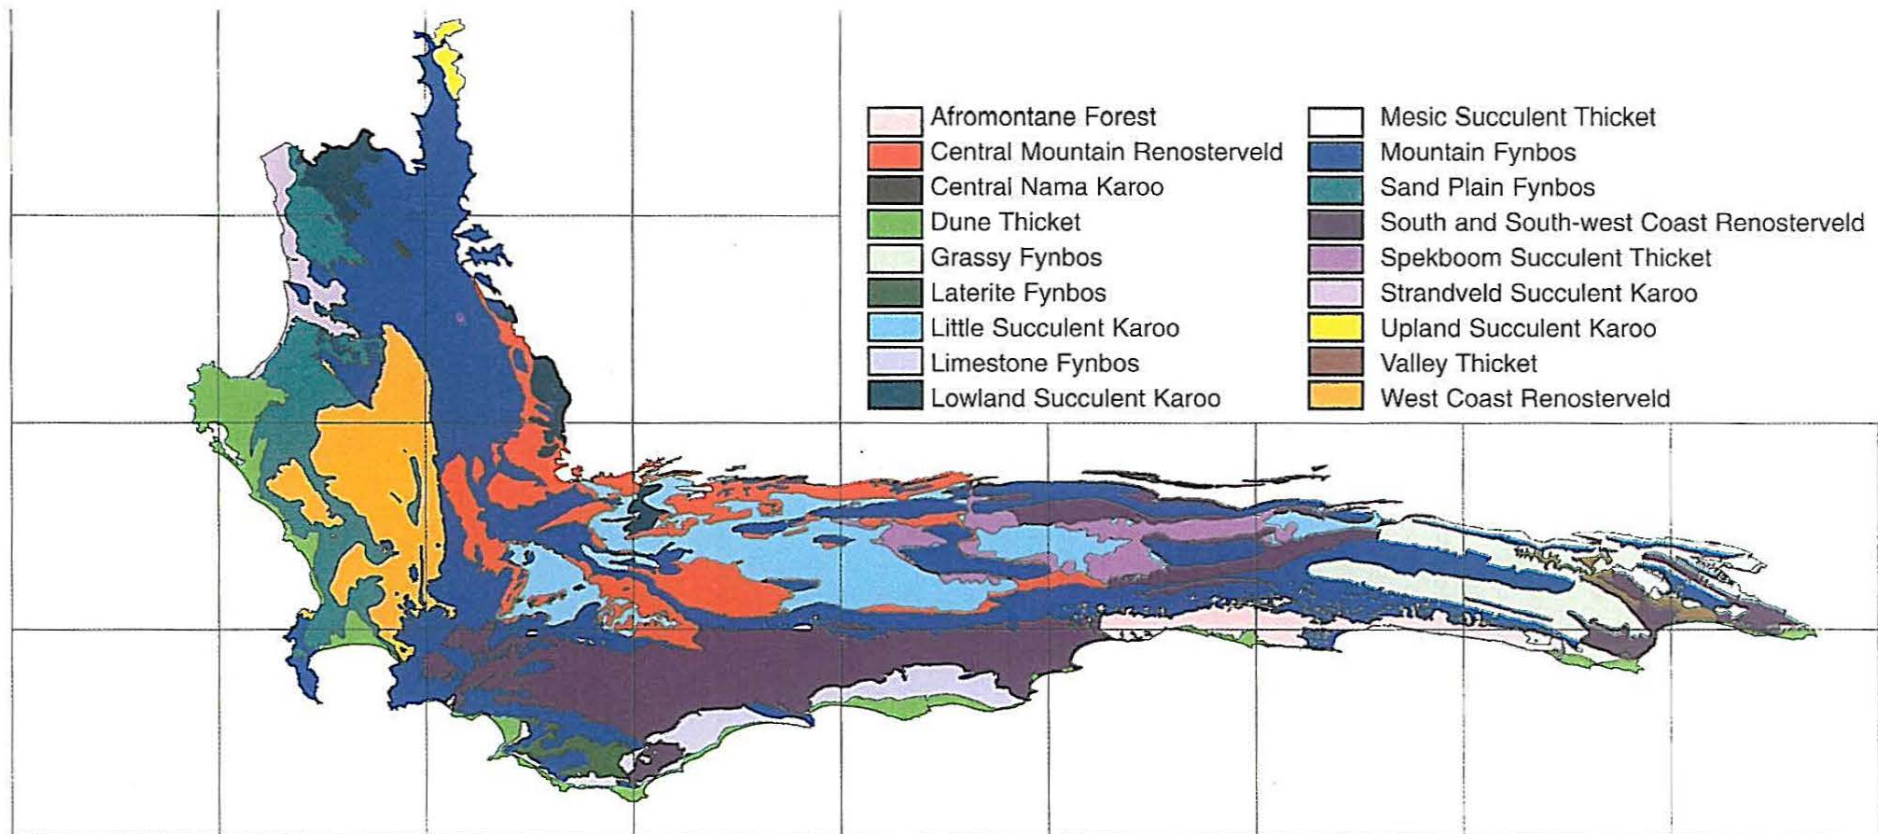 Afromontane Forest
Central Mountain Renosterveld
Central Nama Karoo
Dune Thicket
Grassy Fynbos
Laterite Fynbos
Little Succulent Karoo
Limestone Fynbos
Lowland Succulent Karoo
Mesic Succulent Thicket
Mountain Fynbos
Sand Plain Fynbos
South and South-west Coast Renosterveld
Spekboom Succulent Thicket
Strandveld Succulent Karoo
Upland Succulent Karoo
Valley Thicket
West Coast Renosterveld